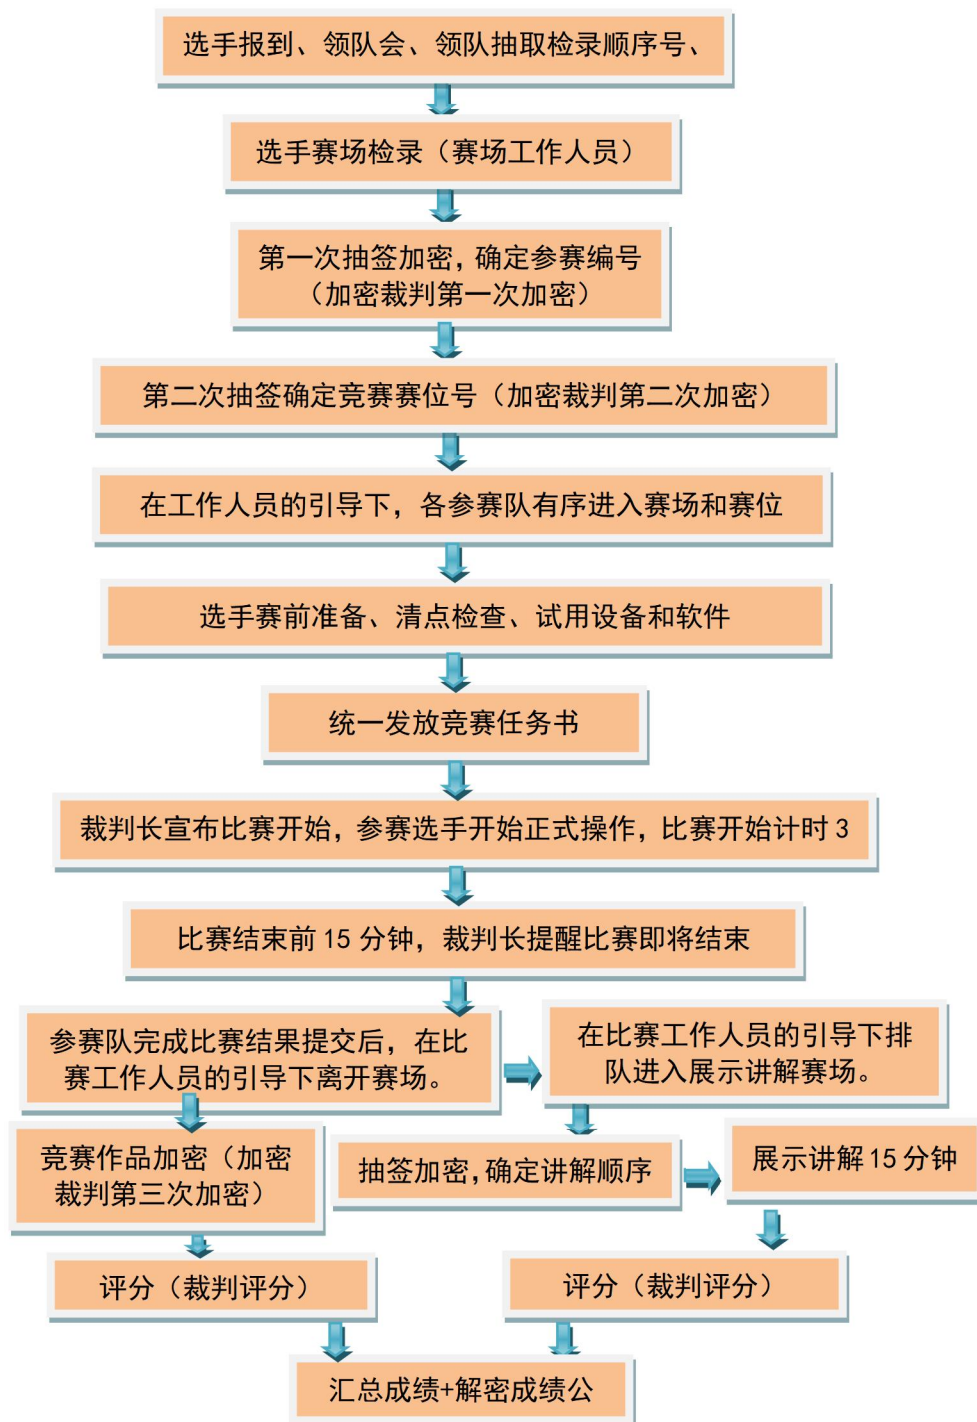 选手报到、领队会、领队抽取检录顺序号、
选手赛场检录（赛场工作人员）
第一次抽签加密，确定参赛编号
（加密裁判第一次加密）
第二次抽签确定竞赛赛位号（加密裁判第二次加密）
在工作人员的引导下，各参赛队有序进入赛场和赛位
选手赛前准备、清点检查、试用设备和软件
统一发放竞赛任务书
裁判长宣布比赛开始，参赛选手开始正式操作，比赛开始计时 3
比赛结束前 15 分钟，裁判长提醒比赛即将结束
参赛队完成比赛结果提交后，在比
赛工作人员的引导下离开赛场。
在比赛工作人员的引导下排
队进入展示讲解赛场。
竞赛作品加密（加密
裁判第三次加密）
抽签加密，确定讲解顺序
展示讲解 15 分钟
评分（裁判评分）
评分（裁判评分）
汇总成绩+解密成绩公